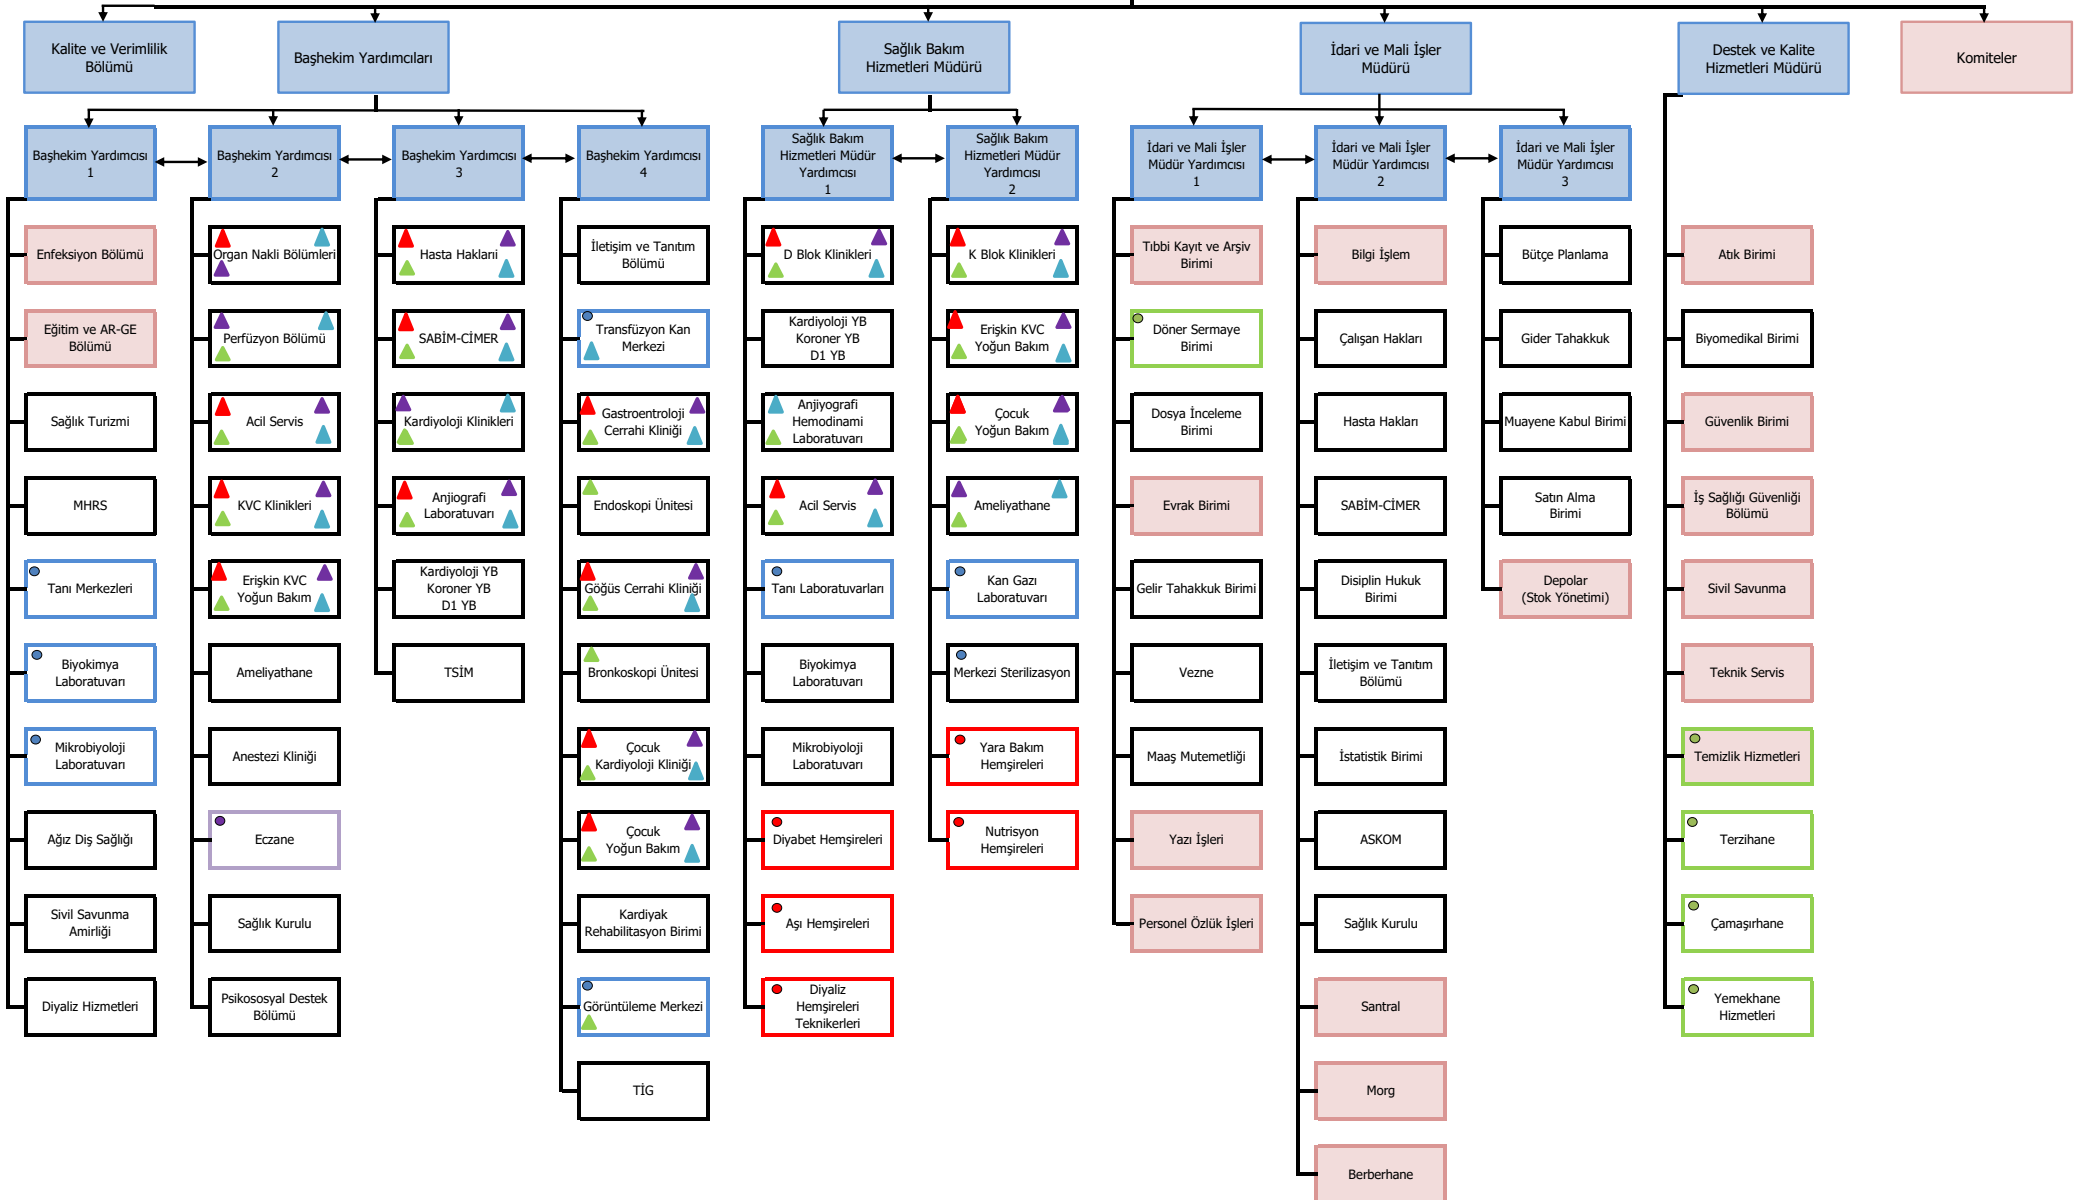 Kalite ve Verimlilik
Bölümü
Başhekim Yardımcıları
Sağlık Bakım
Hizmetleri Müdürü
İdari ve Mali İşler
Müdürü
Destek ve Kalite
Hizmetleri Müdürü
Komiteler
Başhekim Yardımcısı
1
Başhekim Yardımcısı
2
Başhekim Yardımcısı
3
Başhekim Yardımcısı
4
Sağlık Bakım
Hizmetleri Müdür
Yardımcısı
1
Sağlık Bakım
Hizmetleri Müdür
Yardımcısı
2
İdari ve Mali İşler
Müdür Yardımcısı
1
İdari ve Mali İşler
Müdür Yardımcısı
2
İdari ve Mali İşler
Müdür Yardımcısı
3
Enfeksiyon Bölümü
Eğitim ve AR-GE
Bölümü
Sağlık Turizmi
MHRS
Tanı Merkezleri
Biyokimya
Laboratuvarı
Mikrobiyoloji
Laboratuvarı
Ağız Diş Sağlığı
Sivil Savunma
Amirliği
Diyaliz Hizmetleri
Organ Nakli Bölümleri
Perfüzyon Bölümü
Acil Servis
KVC Klinikleri
Erişkin KVC
Yoğun Bakım
Ameliyathane
Anestezi Kliniği
Eczane
Sağlık Kurulu
Psikososyal Destek
Bölümü
Hasta Haklani
SABİM-CİMER
Kardiyoloji Klinikleri
Anjiografi
Laboratuvarı
Kardiyoloji YB
Koroner YB
D1 YB
TSİM
İletişim ve Tanıtım
Bölümü
Transfüzyon Kan
Merkezi
Gastroentroloji
Cerrahi Kliniği
Endoskopi Ünitesi
Göğüs Cerrahi Kliniği
Bronkoskopi Ünitesi
Çocuk
Kardiyoloji Kliniği
Çocuk
Yoğun Bakım
Kardiyak
Rehabilitasyon Birimi
Görüntüleme Merkezi
TİG
D Blok Klinikleri
Kardiyoloji YB
Koroner YB
D1 YB
Anjiyografi
Hemodinami
Laboratuvarı
Acil Servis
Tanı Laboratuvarları
Biyokimya
Laboratuvarı
Mikrobiyoloji
Laboratuvarı
Diyabet Hemşireleri
Aşı Hemşireleri
Diyaliz
Hemşireleri
Teknikerleri
K Blok Klinikleri
Erişkin KVC
Yoğun Bakım
Çocuk
Yoğun Bakım
Ameliyathane
Kan Gazı
Laboratuvarı
Merkezi Sterilizasyon
Yara Bakım
Hemşireleri
Nutrisyon
Hemşireleri
Tıbbi Kayıt ve Arşiv
Birimi
Döner Sermaye
Birimi
Dosya İnceleme
Birimi
Evrak Birimi
Gelir Tahakkuk Birimi
Vezne
Maaş Mutemetliği
Yazı İşleri
Personel Özlük İşleri
Bilgi İşlem
Çalışan Hakları
Hasta Hakları
SABİM-CİMER
Disiplin Hukuk
Birimi
İletişim ve Tanıtım
Bölümü
İstatistik Birimi
ASKOM
Sağlık Kurulu
Santral
Morg
Berberhane
Bütçe Planlama
Gider Tahakkuk
Muayene Kabul Birimi
Satın Alma
Birimi
Depolar
(Stok Yönetimi)
Atık Birimi
Biyomedikal Birimi
Güvenlik Birimi
İş Sağlığı Güvenliği
Bölümü
Sivil Savunma
Teknik Servis
Temizlik Hizmetleri
Terzihane
Çamaşırhane
Yemekhane
Hizmetleri